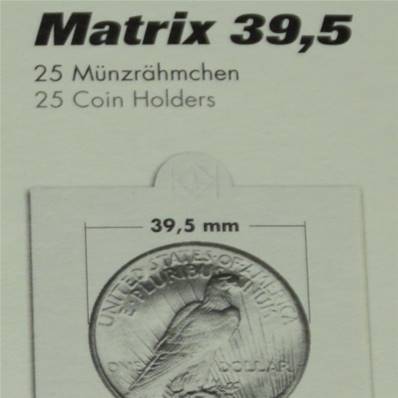 Matrix 39,5
25 Münzrähmchen
25 Coin Holders
39,5 mm
UNITED STATES OF AMERICA
E·PLURIBUS UNUM
ONE DOLLAR